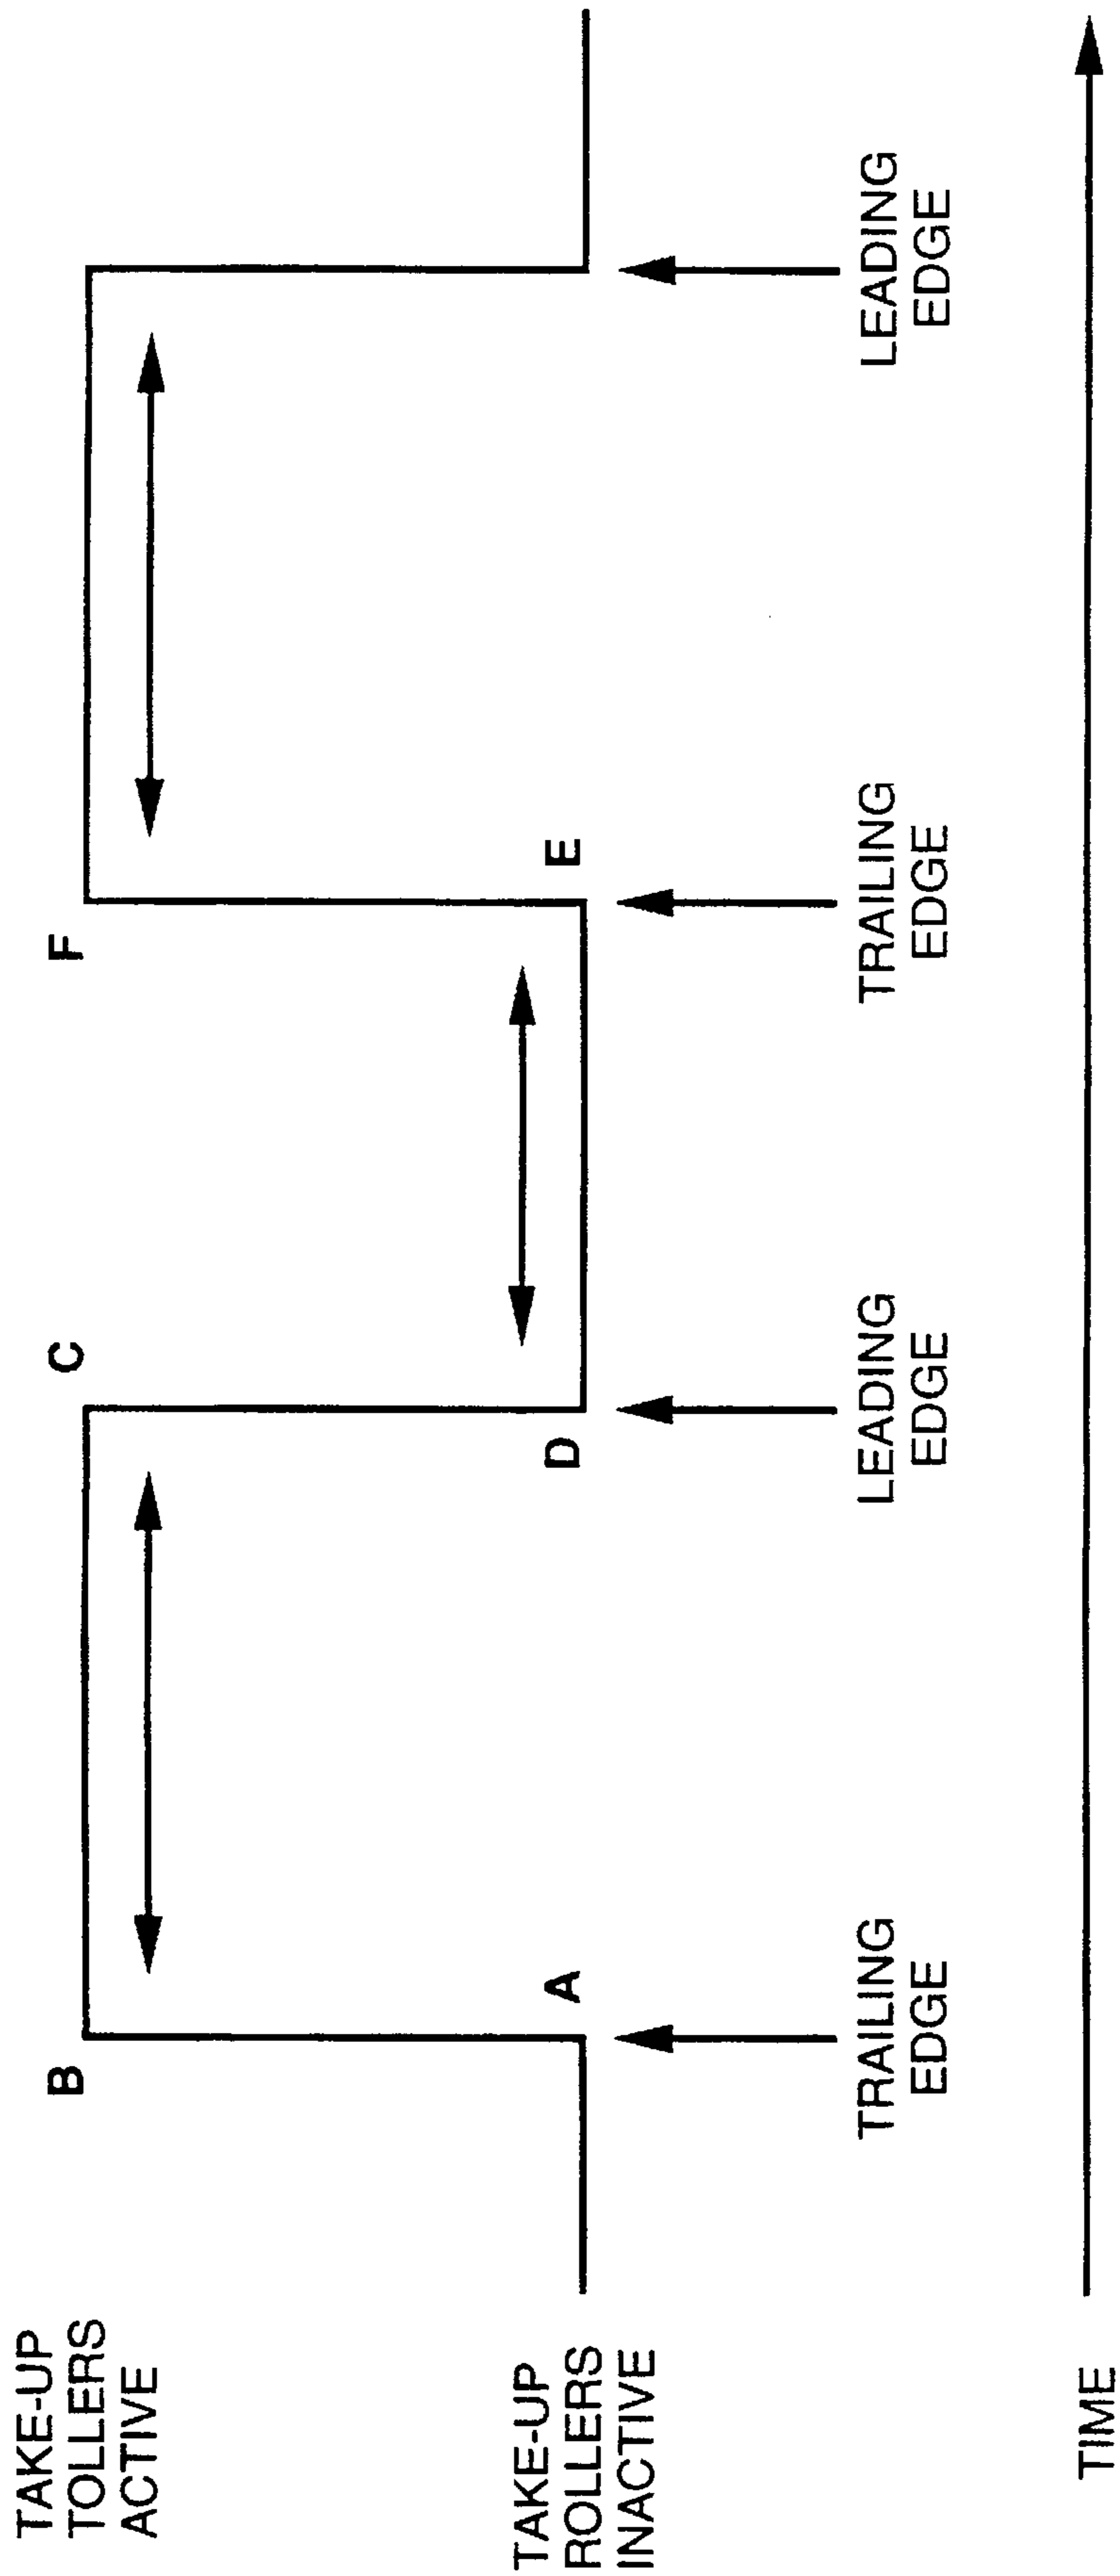 TAKE-UP
TOLLERS
ACTIVE
B
C
F
TAKE-UP
ROLLERS
INACTIVE
A
D
E
TRAILING
EDGE
LEADING
EDGE
TRAILING
EDGE
LEADING
EDGE
TIME